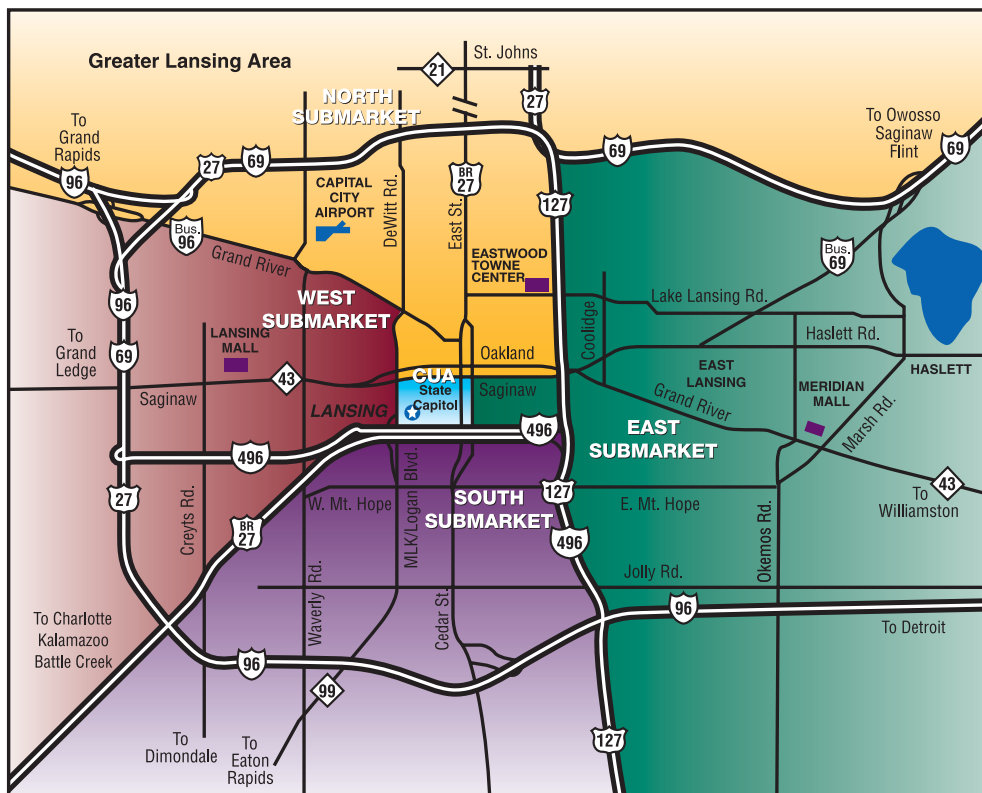 St. Johns
21
Greater Lansing Area
27
NORTH
SUBMARKET
To
Grand
Rapids
To Owosso
Saginaw
Flint
69
96
27
69
69
BR
27
CAPITAL
CITY
AIRPORT
DeWitt Rd.
East St.
127
Bus.
96
Grand River
EASTWOOD
TOWNE
CENTER
Bus.
69
96
WEST
SUBMARKET
Lake Lansing Rd.
Coolidge
To
Grand
Ledge
69
LANSING
MALL
Haslett Rd.
Oakland
43
CUA
State
Capitol
Saginaw
Saginaw
EAST
LANSING
Grand River
MERIDIAN
MALL
HASLETT
LANSING
Marsh Rd.
496
496
EAST
SUBMARKET
27
Creyts Rd.
BR
27
W. Mt. Hope
MLK/Logan Blvd.
SOUTH
SUBMARKET
127
E. Mt. Hope
43
To
Williamston
496
Okemos Rd.
Jolly Rd.
Waverly Rd.
Cedar St.
To Charlotte
Kalamazoo
Battle Creek
96
To Detroit
96
99
To
Dimondale
To
Eaton
Rapids
127